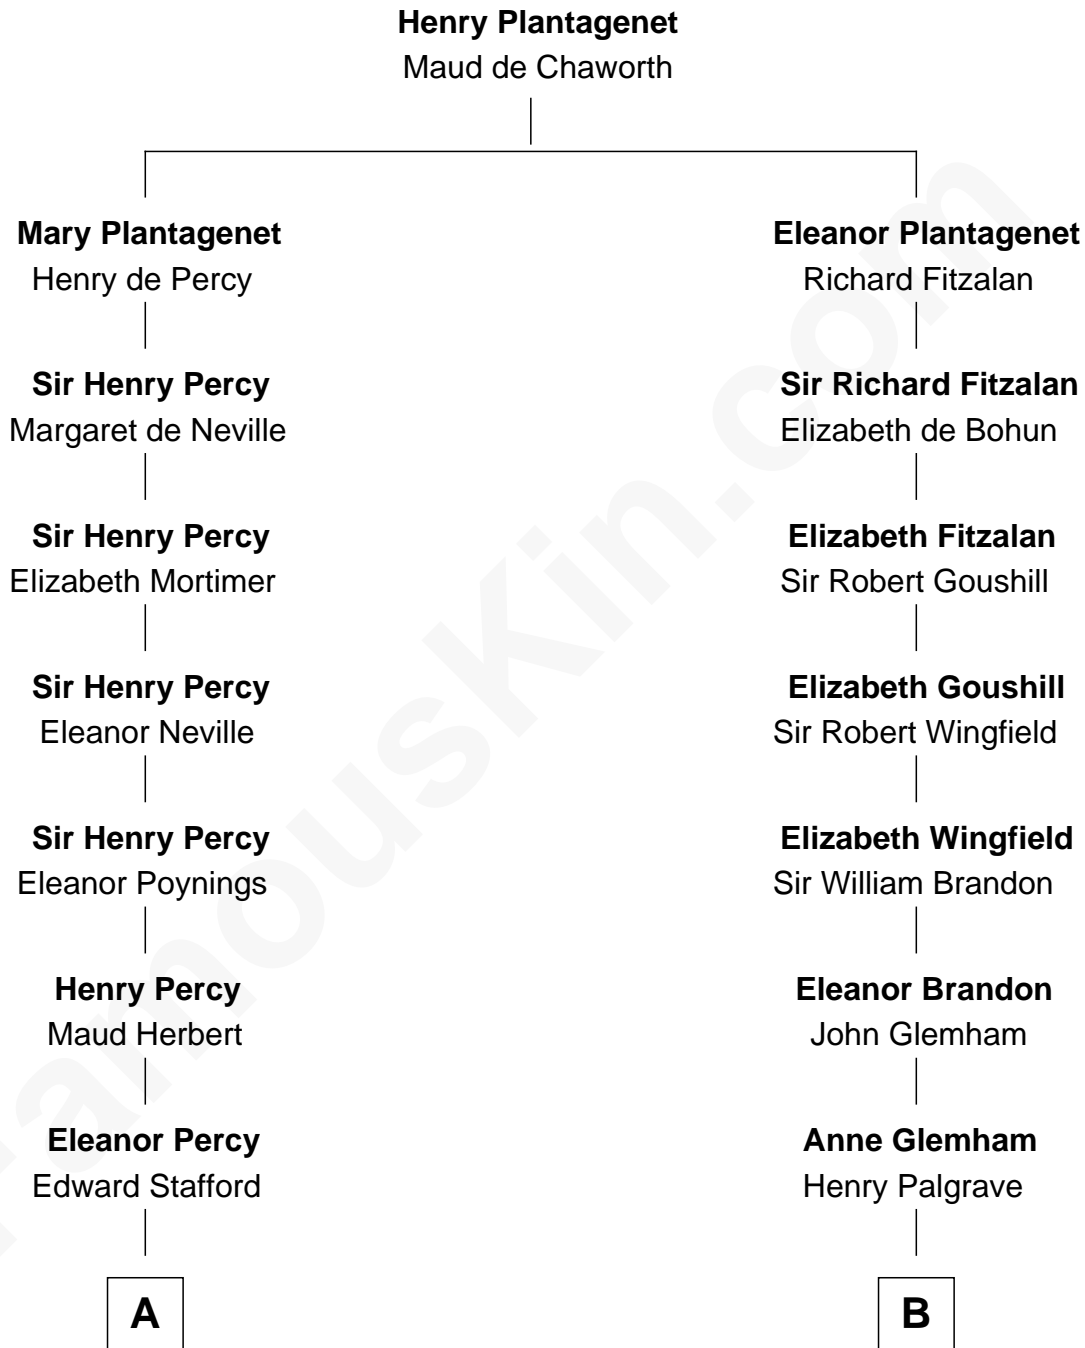 Henry Plantagenet
Maud de Chaworth
Mary Plantagenet
Henry de Percy
Eleanor Plantagenet
Richard Fitzalan
Sir Henry Percy
Margaret de Neville
Sir Richard Fitzalan
Elizabeth de Bohun
Sir Henry Percy
Elizabeth Mortimer
Elizabeth Fitzalan
Sir Robert Goushill
Sir Henry Percy
Eleanor Neville
Elizabeth Goushill
Sir Robert Wingfield
Sir Henry Percy
Eleanor Poynings
Elizabeth Wingfield
Sir William Brandon
Henry Percy
Maud Herbert
Eleanor Brandon
John Glemham
Eleanor Percy
Edward Stafford
Anne Glemham
Henry Palgrave
A
B
FamousKin.com